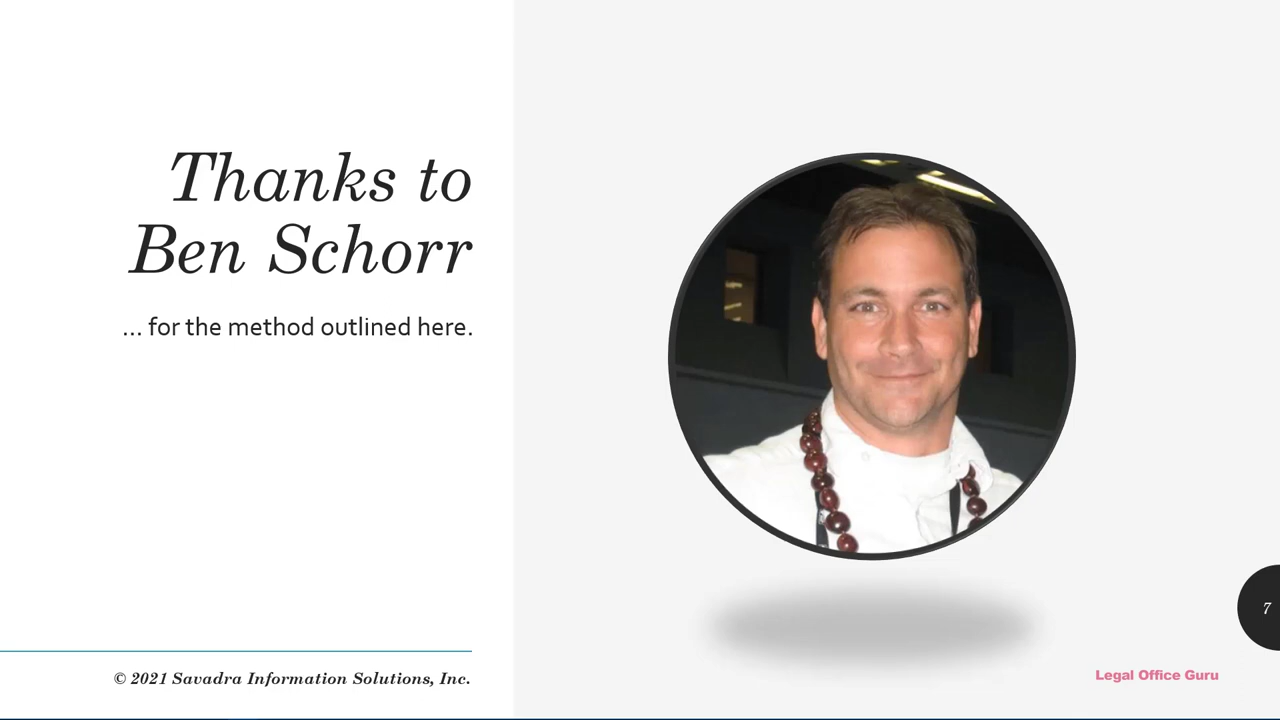 Thanks to
Ben Schorr
... for the method outlined here.
7
© 2021 Savadra Information Solutions, Inc.
Legal Office Guru